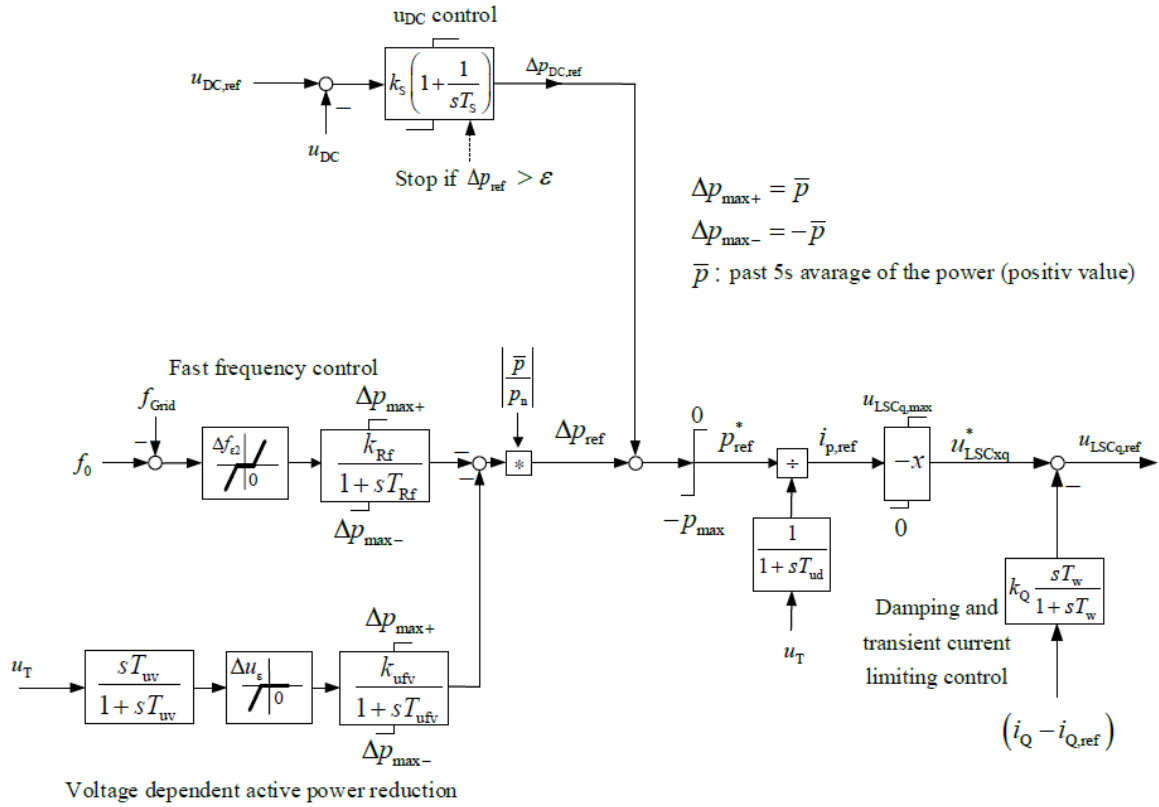 u_DC control
u_DC,ref
−
k_S(1+1/(sT_S))
Δp_DC,ref
u_DC
Stop if Δp_ref > ε
Δp_max+ = p̅
Δp_max− = −p̅
p̅ : past 5s avarage of the power (positiv value)
Fast frequency control
f_Grid
−
f_0
Δf_ε2
0
Δp_max+
k_Rf/(1+sT_Rf)
Δp_max−
−
−
|p̅/p_n|
*
Δp_ref
0
−p_max
p*_ref
÷
i_p,ref
1/(1+sT_ud)
u_T
u_LSCq,max
−x
0
u*_LSCxq
−
u_LSCq,ref
k_Q sT_w/(1+sT_w)
Damping and
transient current
limiting control
(i_Q − i_Q,ref)
u_T
sT_uv/(1+sT_uv)
Δu_ε
0
Δp_max+
k_ufv/(1+sT_ufv)
Δp_max−
Voltage dependent active power reduction